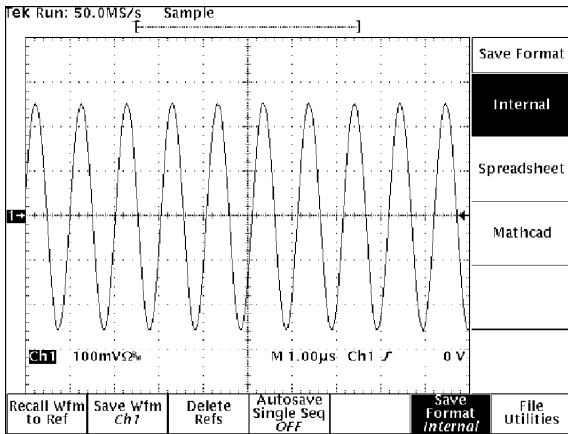 Tek Run: 50.0MS/s Sample
Save Format
Internal
Spreadsheet
Mathcad
1→
Ch1 100mVΩ M 1.00µs Ch1 0 V
Recall Wfm
to Ref
Save Wfm
Ch1
Delete
Refs
Autosave
Single Seq
OFF
Save
Format
Internal
File
Utilities